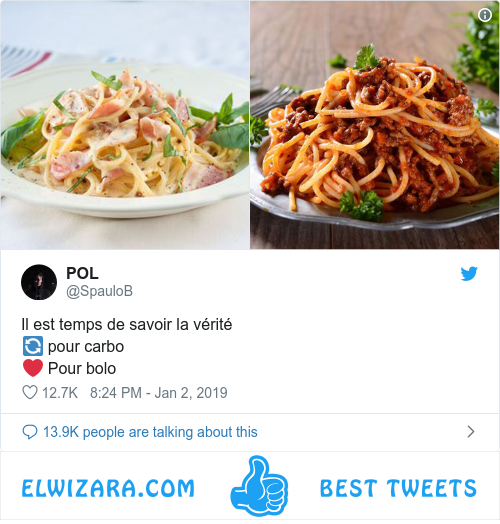 POL
@SpauloB
Il est temps de savoir la vérité
🔄 pour carbo
❤️ Pour bolo
12.7K 8:24 PM - Jan 2, 2019
13.9K people are talking about this
ELWIZARA.COM BEST TWEETS